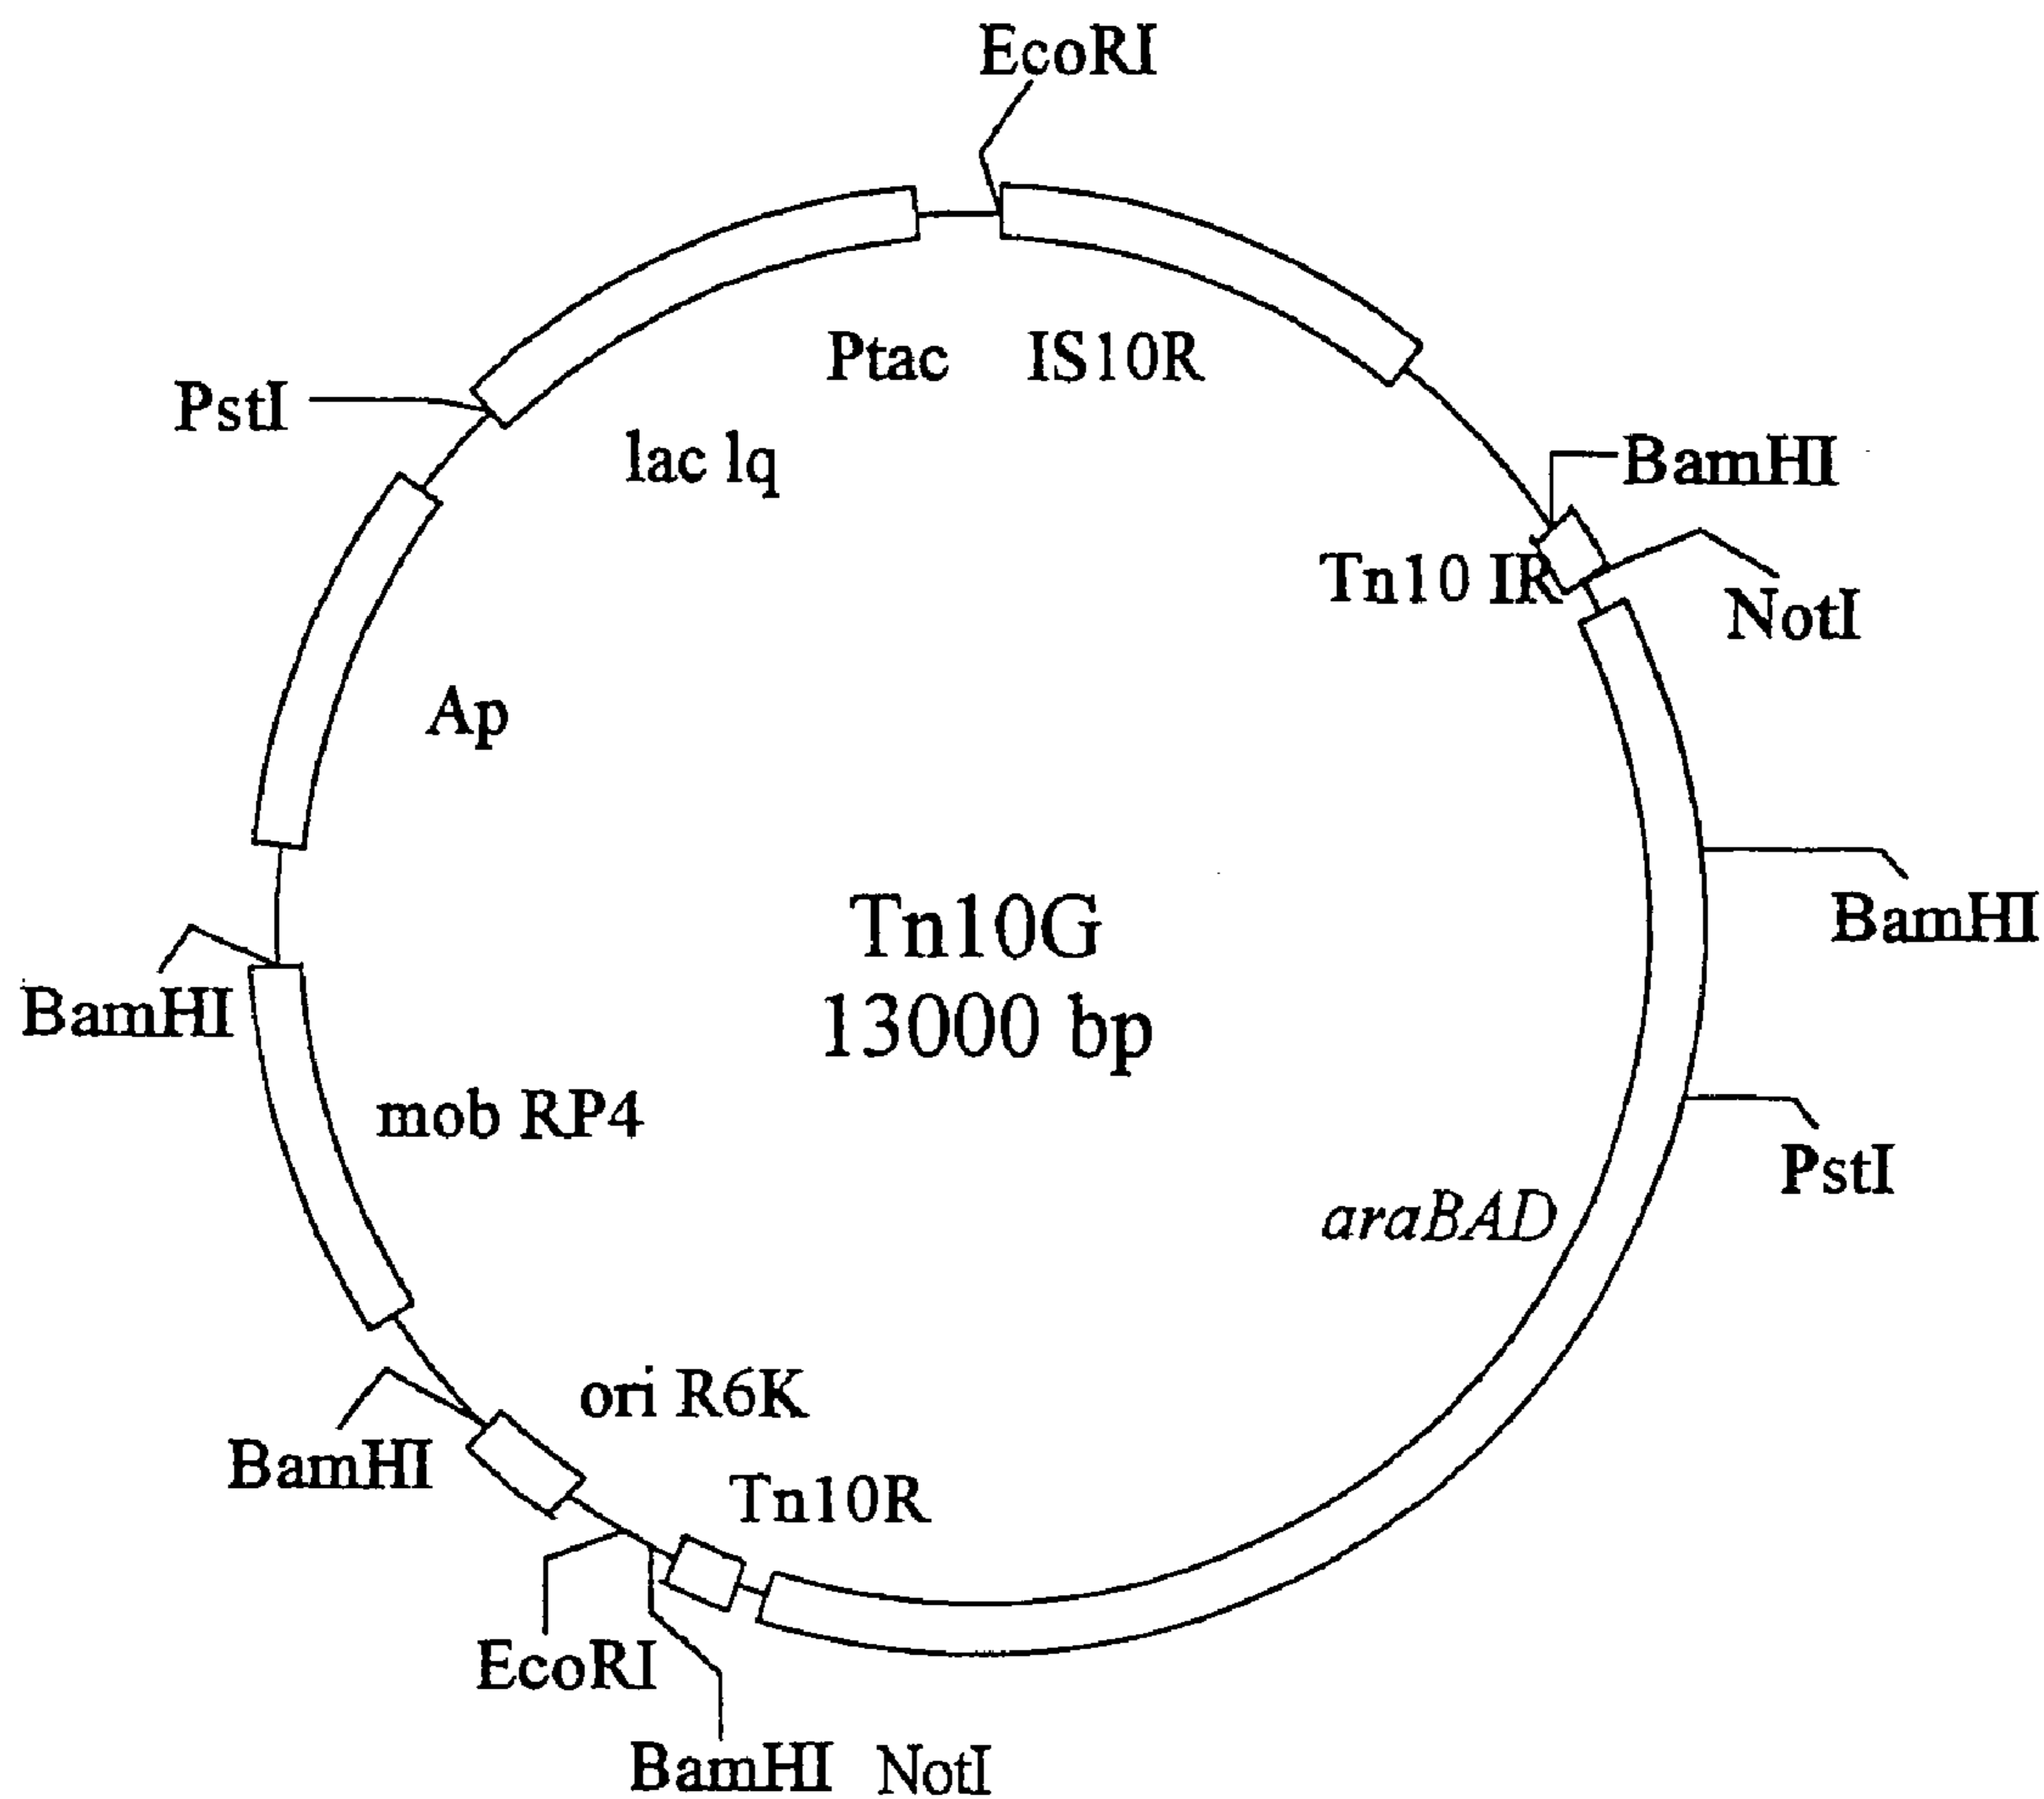 EcoRI
Ptac
IS10R
PstI
lac lq
BamHI
Tn10 IR
NotI
Ap
BamHI
Tn10G
13000 bp
BamHI
mob RP4
PstI
araBAD
ori R6K
BamHI
Tn10R
EcoRI
BamHI NotI